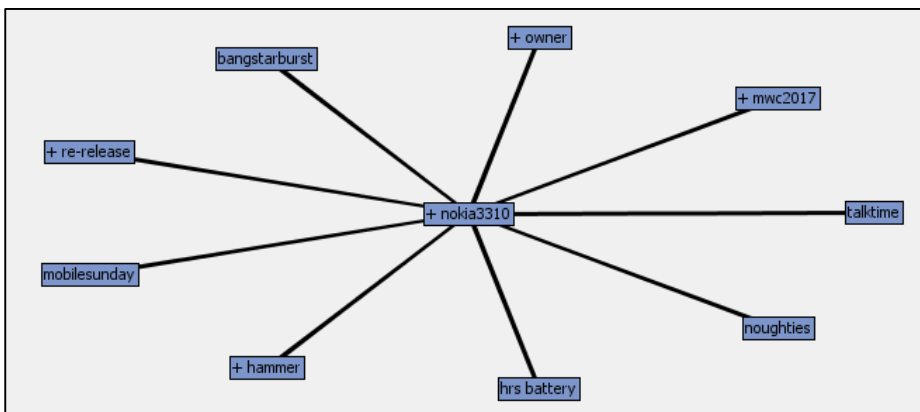 + owner
bangstarburst
+ mwc2017
+ re-release
+ nokia3310
talktime
mobilesunday
noughties
+ hammer
hrs battery